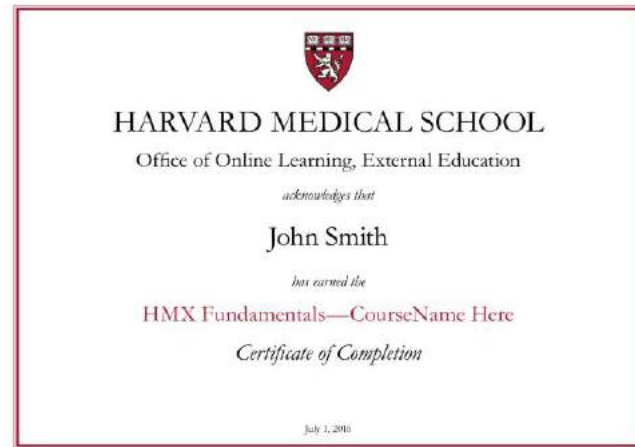 HARVARD MEDICAL SCHOOL
Office of Online Learning, External Education
acknowledges that
John Smith
has earned the
HMX Fundamentals—CourseName Here
Certificate of Completion
July 1, 2016